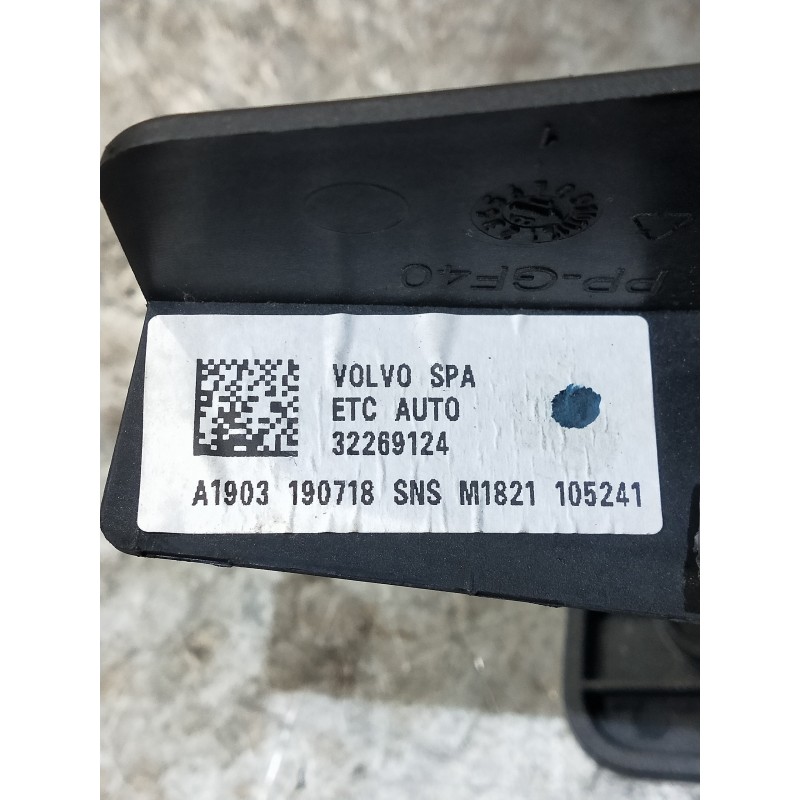 PP-GF40
VOLVO SPA
ETC AUTO
32269124
A1903 190718 SNS M1821 105241